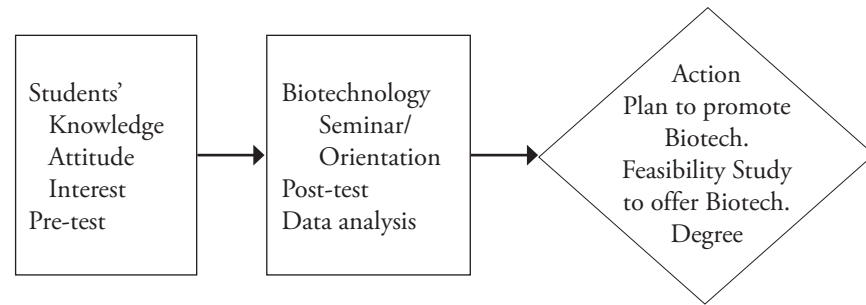 Students’
Knowledge
Attitude
Interest
Pre-test
Biotechnology
Seminar/
Orientation
Post-test
Data analysis
Action
Plan to promote
Biotech.
Feasibility Study
to offer Biotech.
Degree